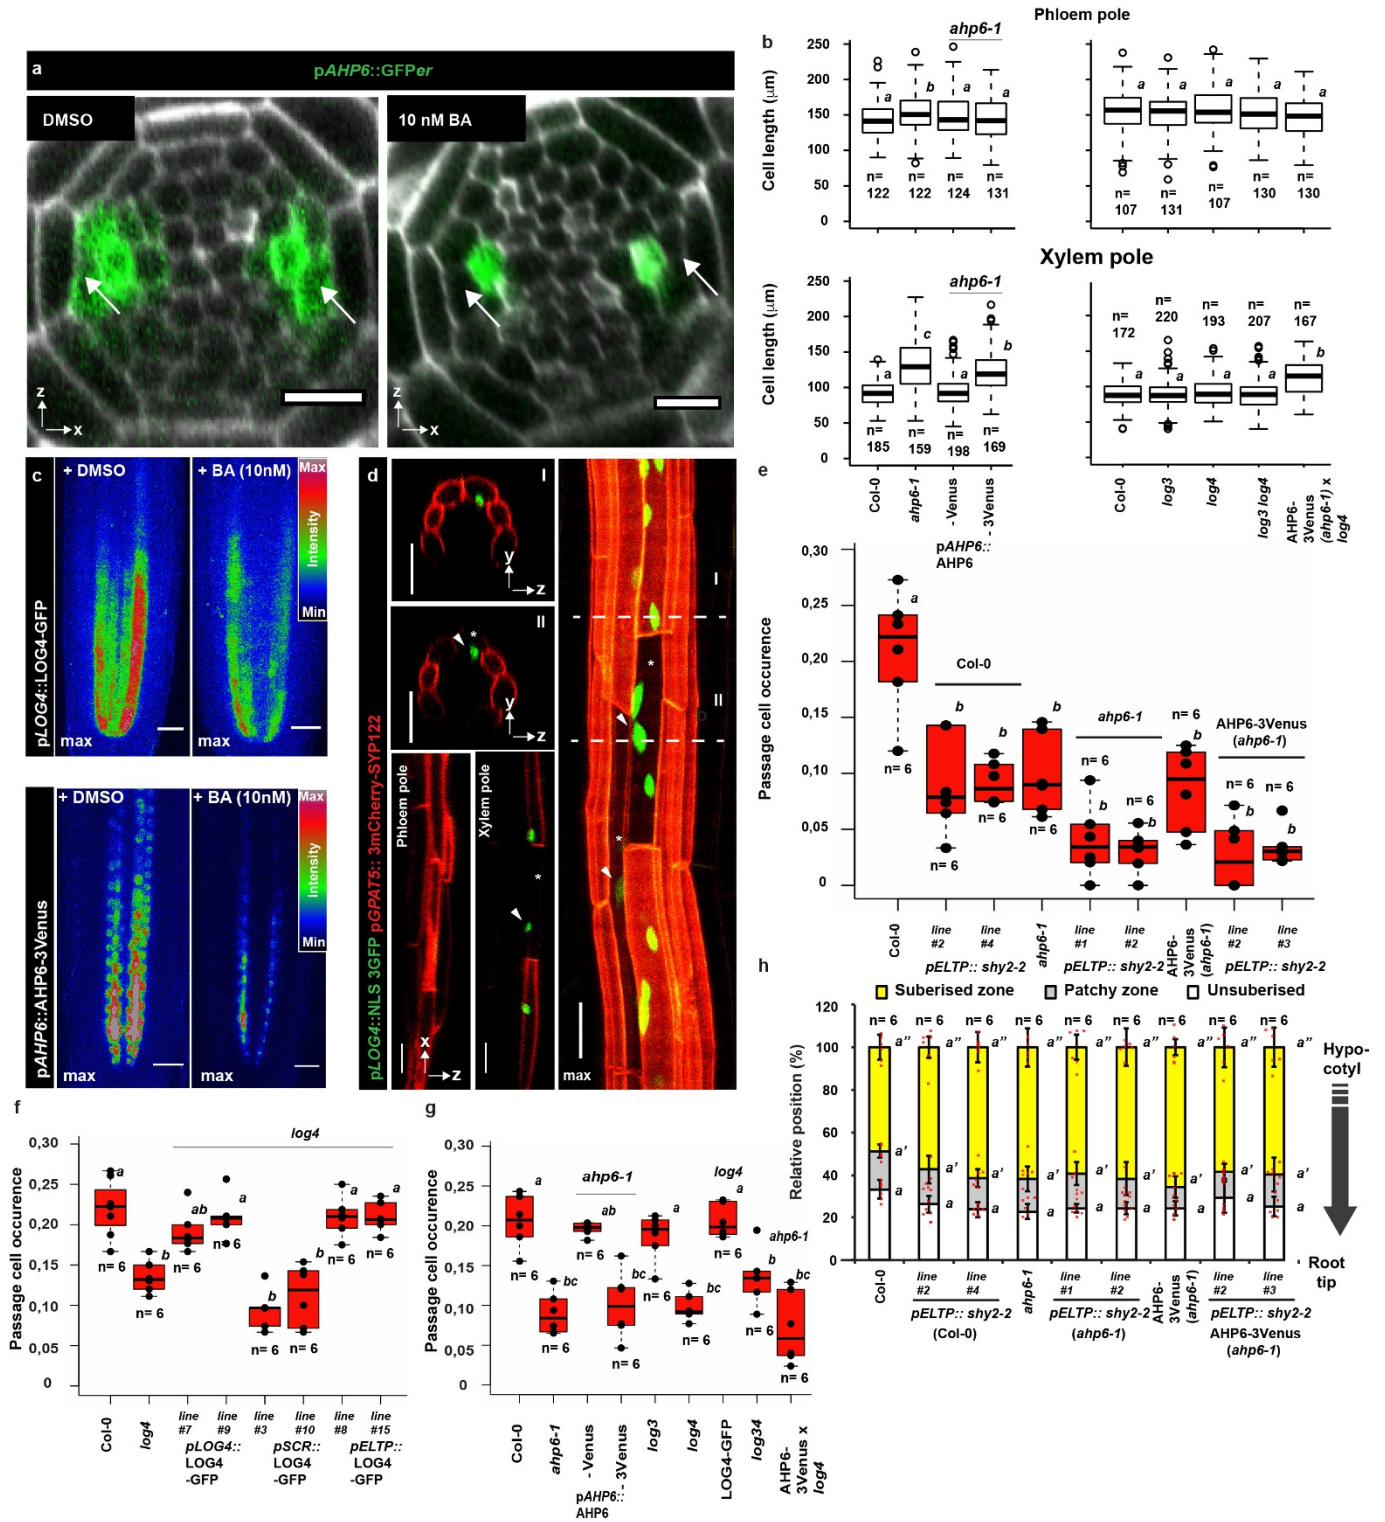 a
pAHP6::GFPer
DMSO
10 nM BA
z
x
z
x
b
Phloem pole
ahp6-1
Cell length (µm)
250
200
150
100
50
0
a
b
a
a
n= 122
n= 122
n= 124
n= 131
a
a
a
a
a
n= 107
n= 131
n= 107
n= 130
n= 130
Xylem pole
ahp6-1
Cell length (µm)
250
200
150
100
50
0
a
c
a
b
n= 185
n= 159
n= 198
n= 169
n= 172
n= 220
n= 193
n= 207
n= 167
a
a
a
a
b
Col-0
ahp6-1
- Venus
- 3Venus
pAHP6::
AHP6
Col-0
log3
log4
log3 log4
AHP6-
3Venus
(ahp6-1) x
log4
c
+ DMSO
+ BA (10nM)
Max
Intensity
Min
pLOG4::LOG4-GFP
max
max
+ DMSO
+ BA (10nM)
Max
Intensity
Min
pAHP6::AHP6-3Venus
max
max
d
pLOG4::NLS 3GFP pGPAT5:: 3mCherry-SYP122
I
y
z
II
*
y
z
Phloem pole
x
z
Xylem pole
*
I
*
II
*
max
e
Passage cell occurence
0,30
0,25
0,20
0,15
0,10
0,05
0
a
n= 6
Col-0
b
n= 6
b
n= 6
b
n= 6
ahp6-1
n= 6
b
n= 6
b
n= 6
b
AHP6-3Venus
(ahp6-1)
n= 6
b
n= 6
b
Col-0
line #2
line #4
pELTP:: shy2-2
ahp6-1
line #1
line #2
pELTP:: shy2-2
AHP6-
3Venus
(ahp6-1)
line #2
line #3
pELTP:: shy2-2
f
Passage cell occurence
0,30
0,25
0,20
0,15
0,10
0,05
0
log4
a
n= 6
b
n= 6
ab
n= 6
a
n= 6
b
n= 6
b
n= 6
a
n= 6
a
n= 6
Col-0
log4
line #7
line #9
line #3
line #10
line #8
line #15
pLOG4::
LOG4
-GFP
pSCR::
LOG4
-GFP
pELTP::
LOG4
-GFP
g
Passage cell occurence
0,30
0,25
0,20
0,15
0,10
0,05
0
a
n= 6
bc
n= 6
ahp6-1
ab
n= 6
bc
n= 6
a
n= 6
bc
n= 6
log4
a
n= 6
b
n= 6
ahp6-1
bc
n= 6
Col-0
ahp6-1
- Venus
- 3Venus
pAHP6::
AHP6
log3
log4
LOG4-GFP
log34
AHP6-
3Venus x
log4
h
Suberised zone
Patchy zone
Unsuberised
Relative position (%)
120
100
80
60
40
20
0
n= 6
n= 6
n= 6
n= 6
n= 6
n= 6
n= 6
n= 6
n= 6
a''
a''
a''
a''
a''
a''
a''
a''
a''
a'
a'
a'
a'
a'
a'
a'
a'
a'
a
a
a
a
a
a
a
a
a
Hypo-
cotyl
Root
tip
Col-0
line #2
line #4
pELTP:: shy2-2
(Col-0)
ahp6-1
line #1
line #2
pELTP:: shy2-2
(ahp6-1)
AHP6-
3Venus
(ahp6-1)
line #2
line #3
pELTP:: shy2-2
AHP6-3Venus
(ahp6-1)